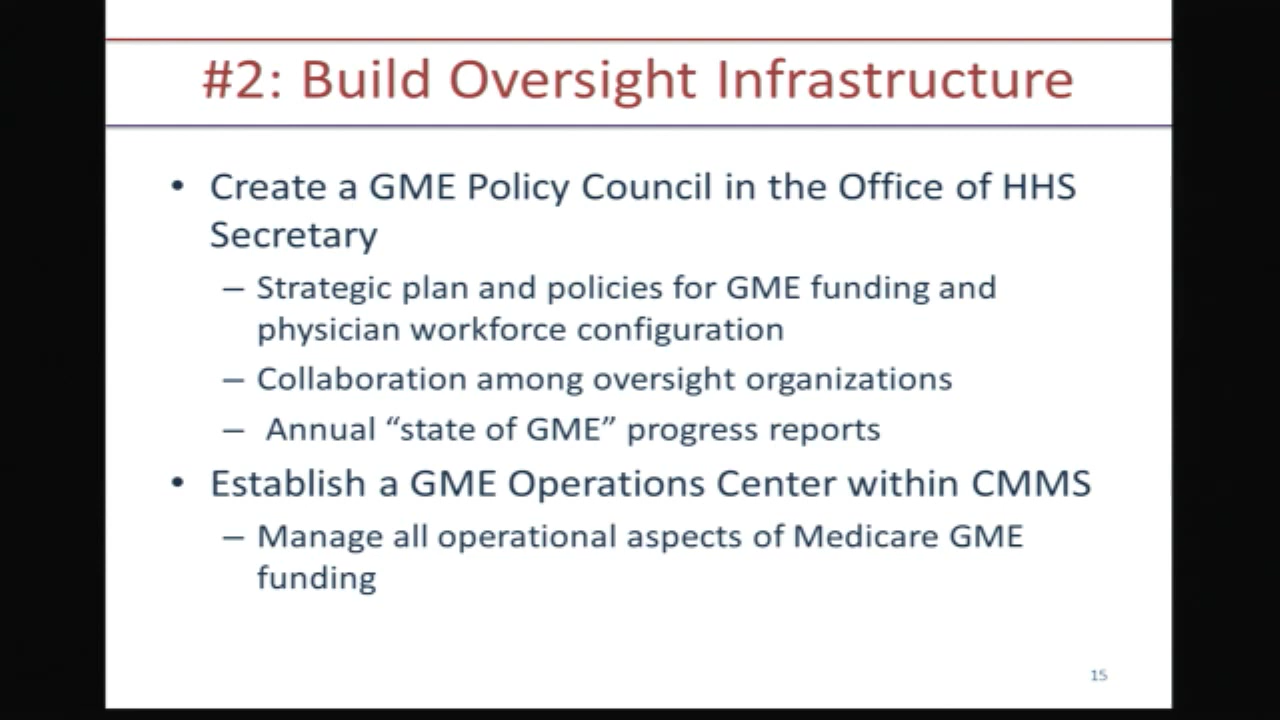 #2: Build Oversight Infrastructure
• Create a GME Policy Council in the Office of HHS
Secretary
– Strategic plan and policies for GME funding and
physician workforce configuration
– Collaboration among oversight organizations
– Annual “state of GME” progress reports
• Establish a GME Operations Center within CMMS
– Manage all operational aspects of Medicare GME
funding
15